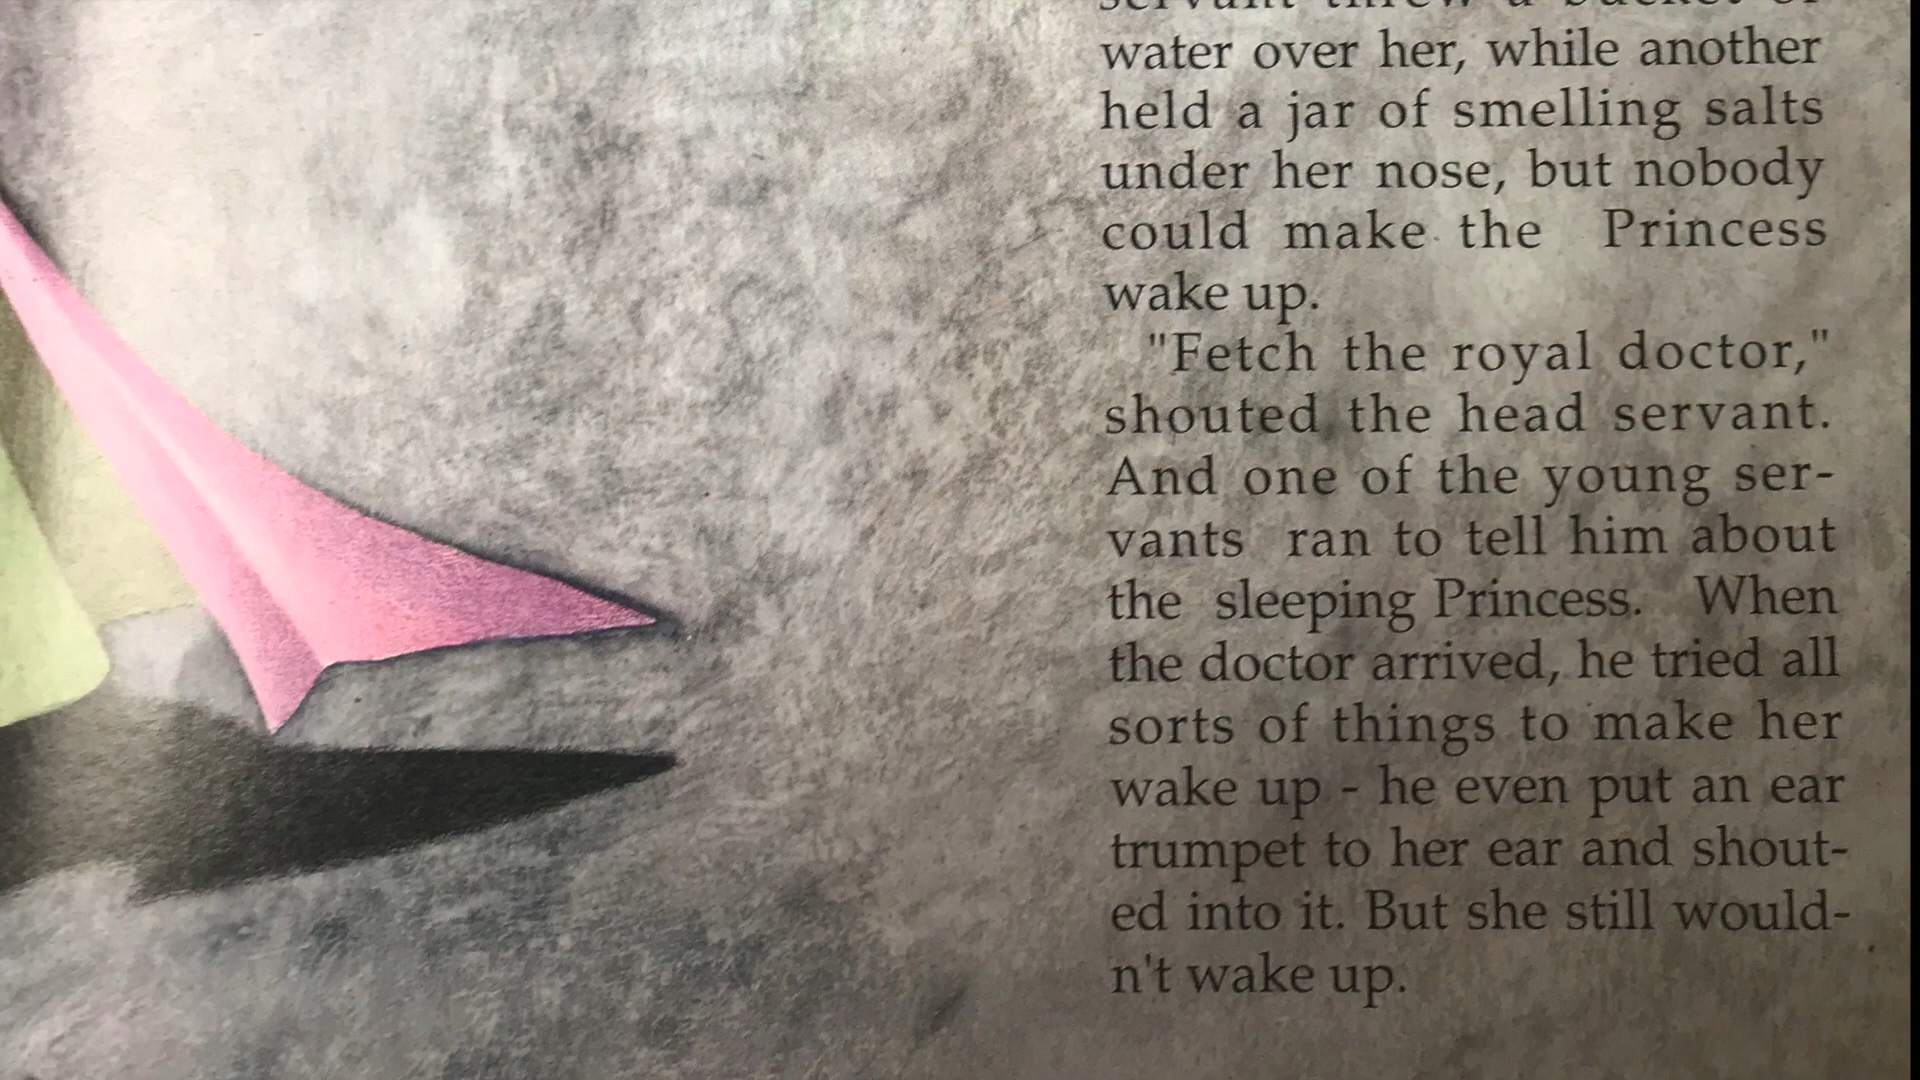 servant threw a bucket of
water over her, while another
held a jar of smelling salts
under her nose, but nobody
could make the Princess
wake up.
"Fetch the royal doctor,"
shouted the head servant.
And one of the young ser-
vants ran to tell him about
the sleeping Princess. When
the doctor arrived, he tried all
sorts of things to make her
wake up - he even put an ear
trumpet to her ear and shout-
ed into it. But she still would-
n't wake up.